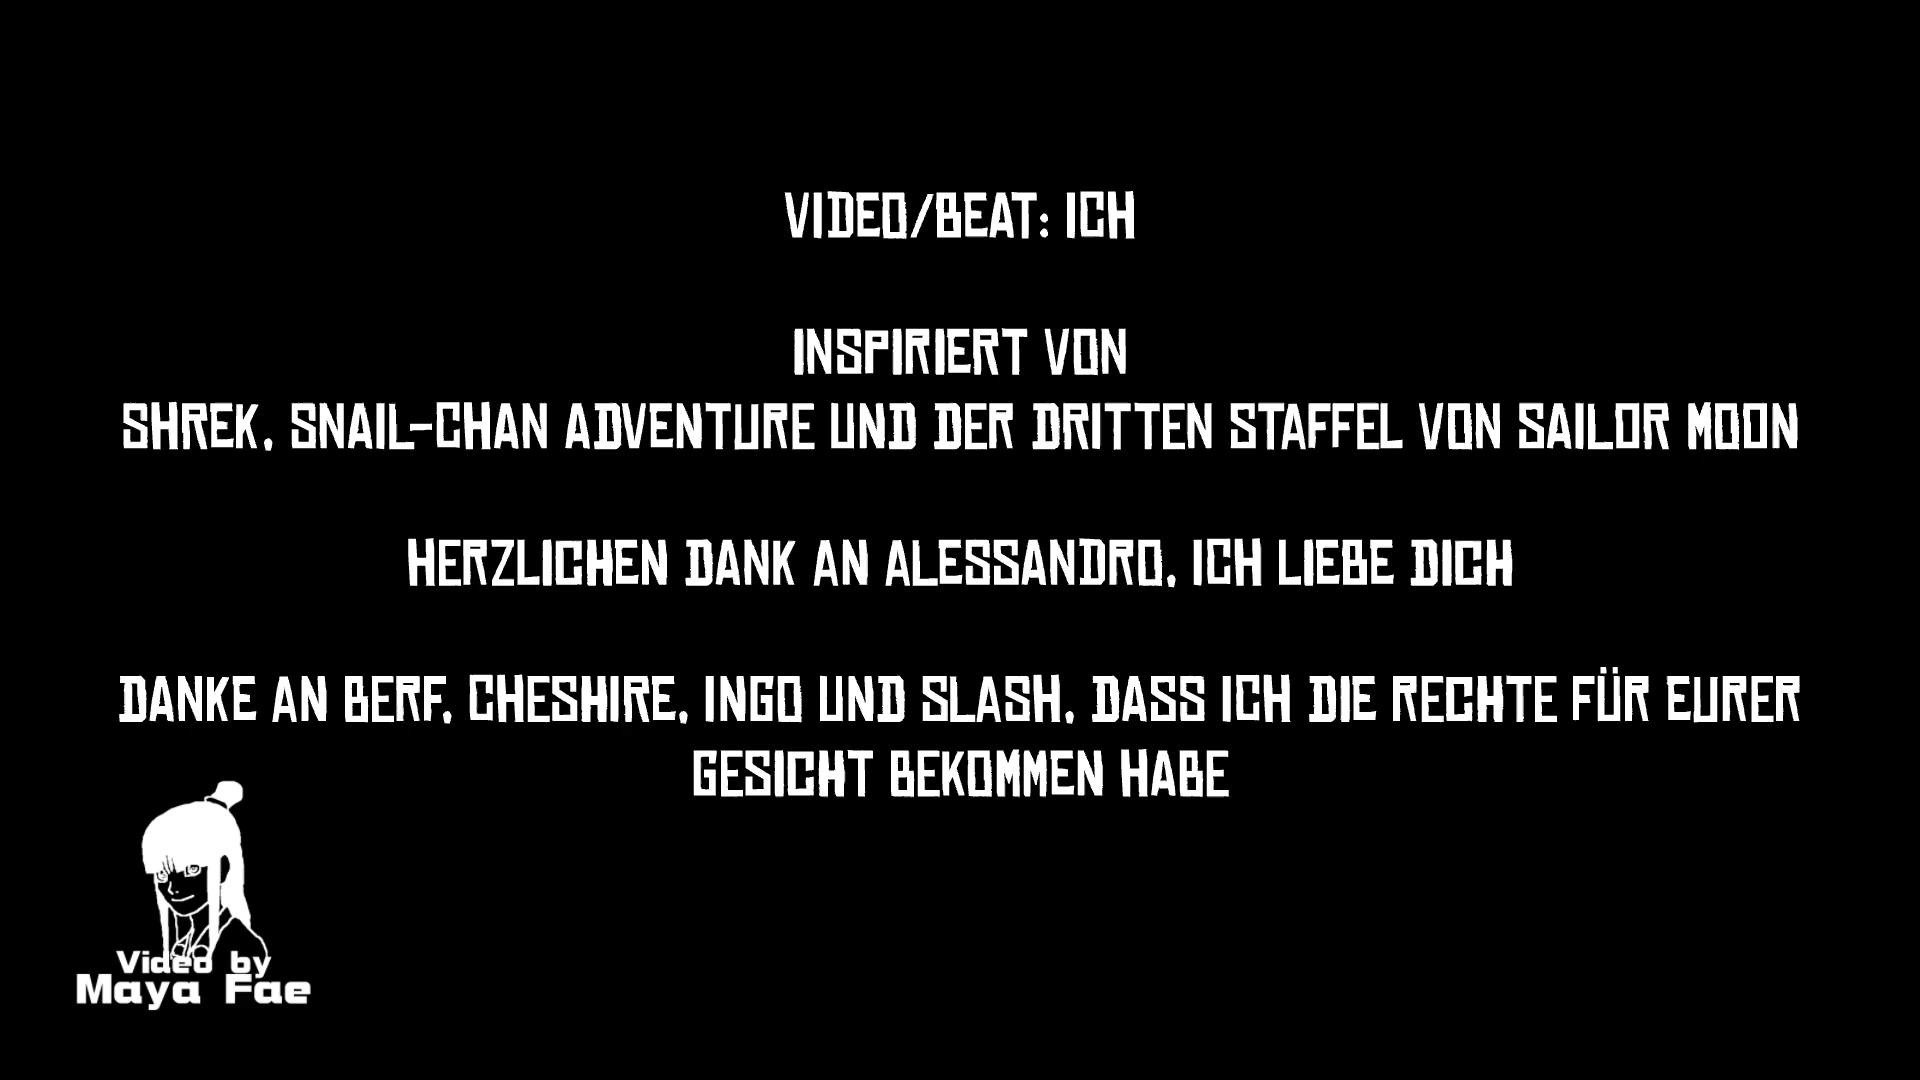 VIDEO/BEAT: ICH
INSPIRIERT VON
SHREK, SNAIL-CHAN ADVENTURE UND DER DRITTEN STAFFEL VON SAILOR MOON
HERZLICHEN DANK AN ALESSANDRO, ICH LIEBE DICH
DANKE AN BERF, CHESHIRE, INGO UND SLASH, DASS ICH DIE RECHTE FÜR EURER
GESICHT BEKOMMEN HABE
Video by
Maya Fae